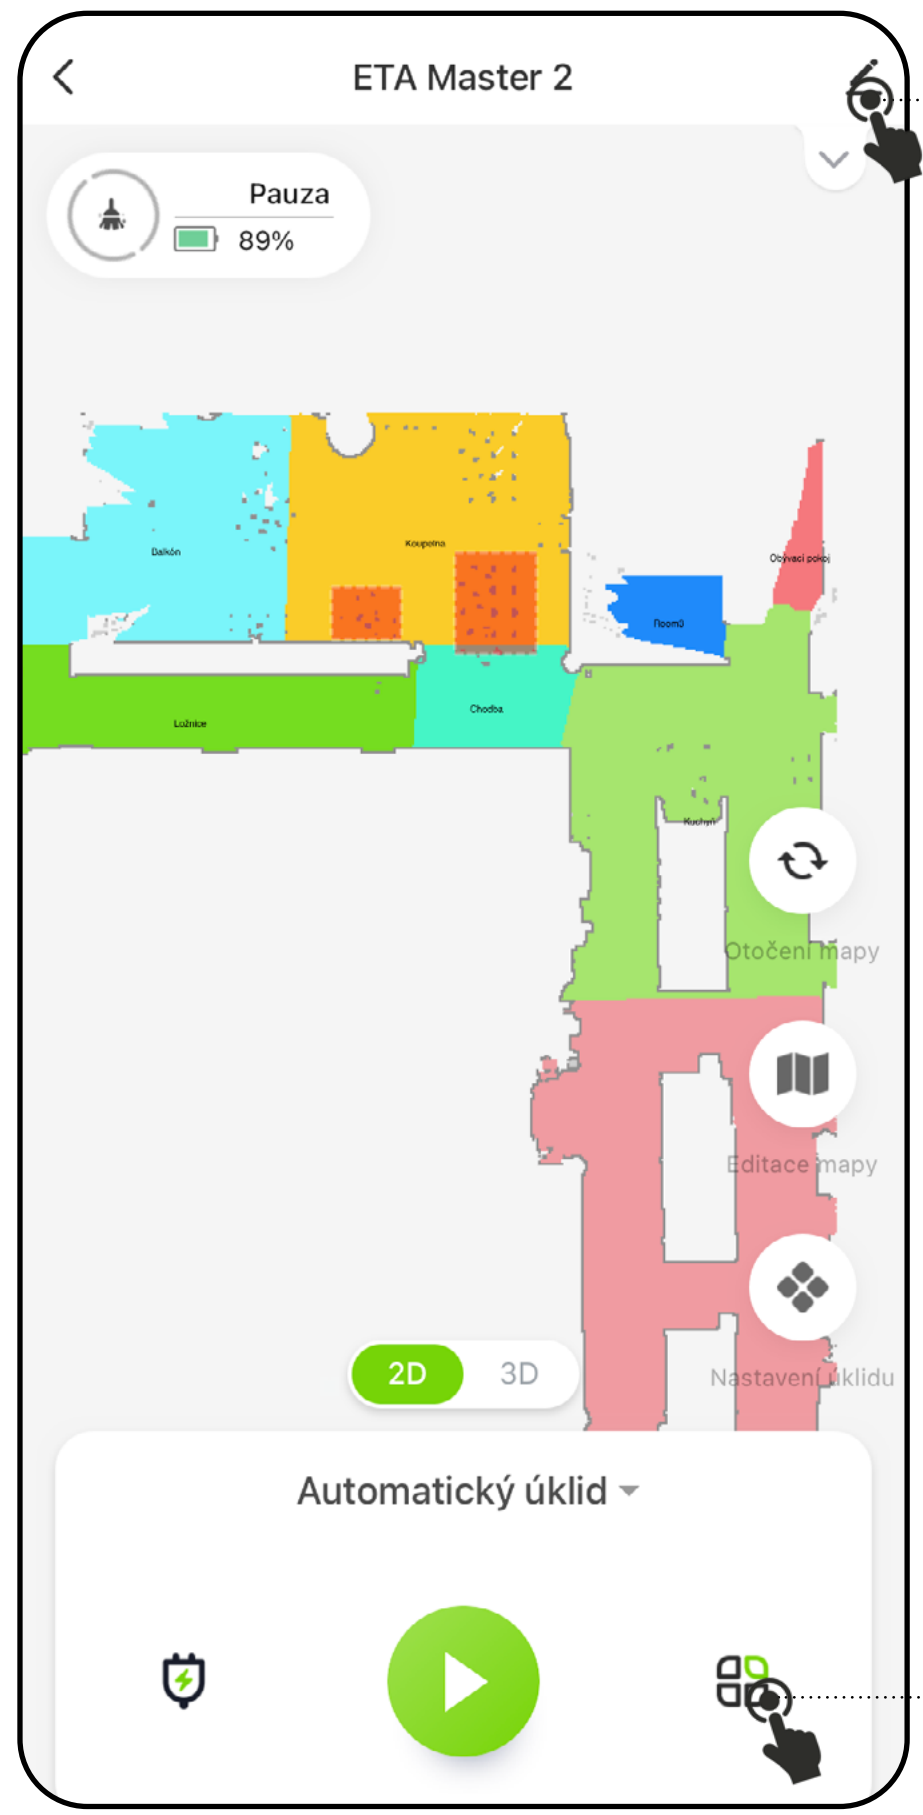 ETA Master 2
Pauza
89%
Balkón
Koupelna
Obývací pokoj
Room3
Ložnice
Chodba
Kuchyň
Otočení mapy
Editace mapy
Nastavení úklidu
2D 3D
Automatický úklid